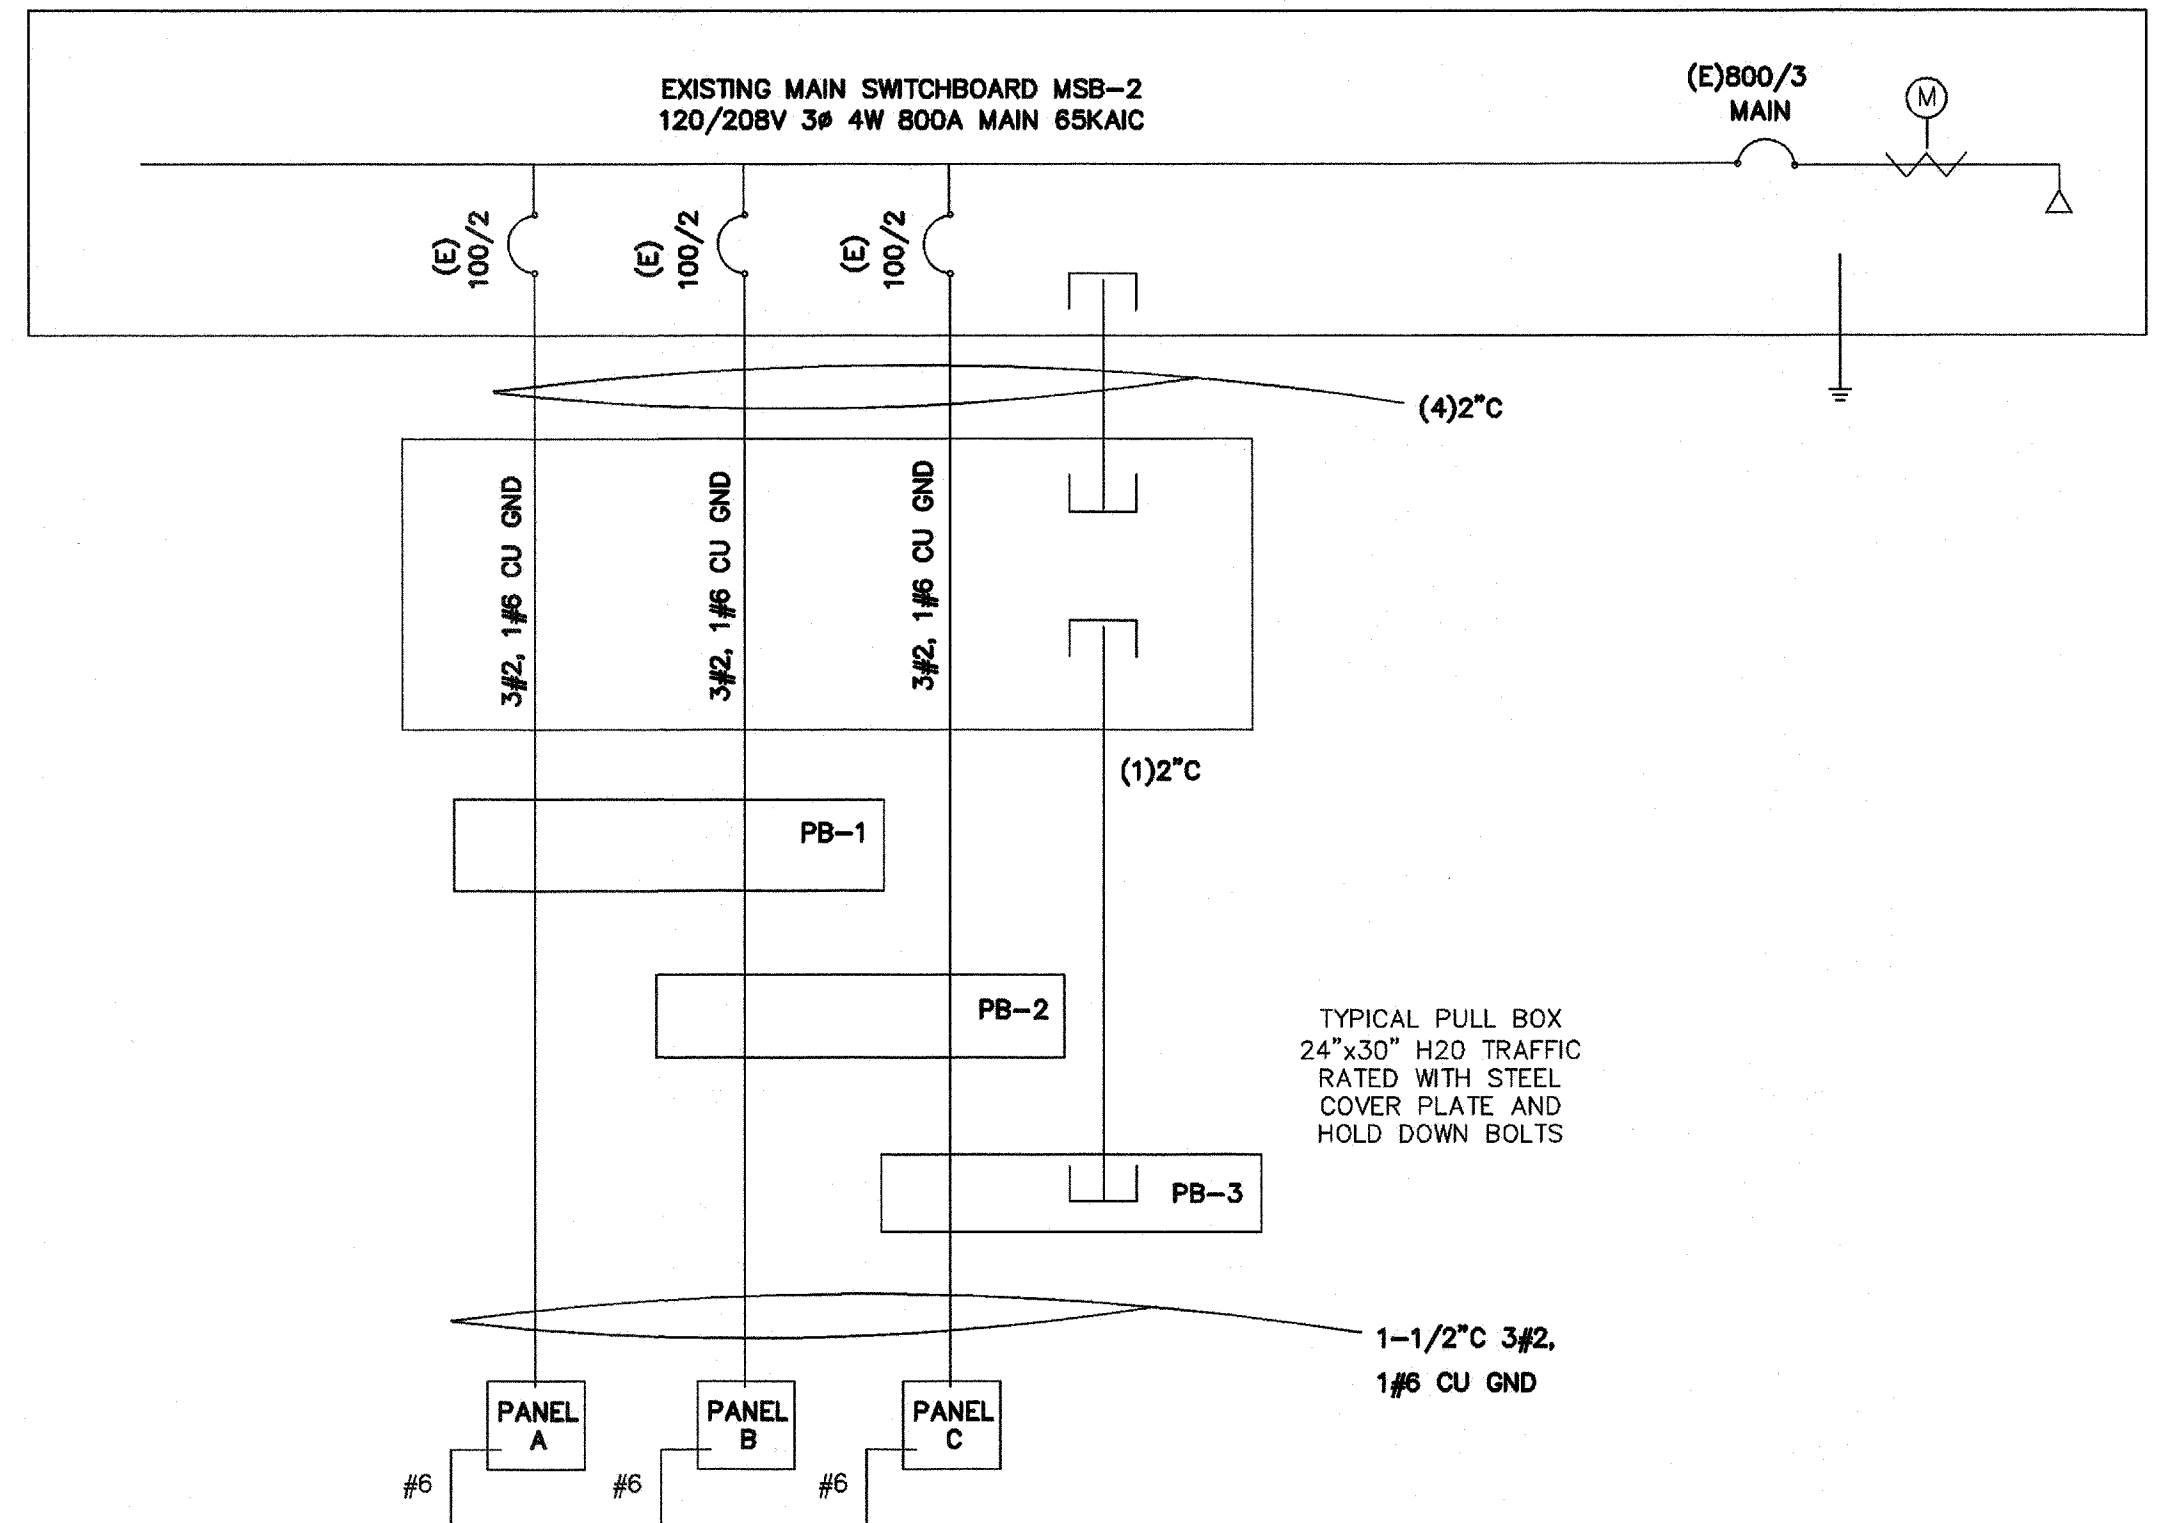 EXISTING MAIN SWITCHBOARD MSB-2
120/208V 3ø 4W 800A MAIN 65KAIC
(E)800/3
MAIN
M
(E)
100/2
(E)
100/2
(E)
100/2
(4)2"C
3#2, 1#6 CU GND
3#2, 1#6 CU GND
3#2, 1#6 CU GND
(1)2"C
PB-1
PB-2
TYPICAL PULL BOX
24"x30" H20 TRAFFIC
RATED WITH STEEL
COVER PLATE AND
HOLD DOWN BOLTS
PB-3
1-1/2"C 3#2,
1#6 CU GND
PANEL
A
PANEL
B
PANEL
C
#6
#6
#6